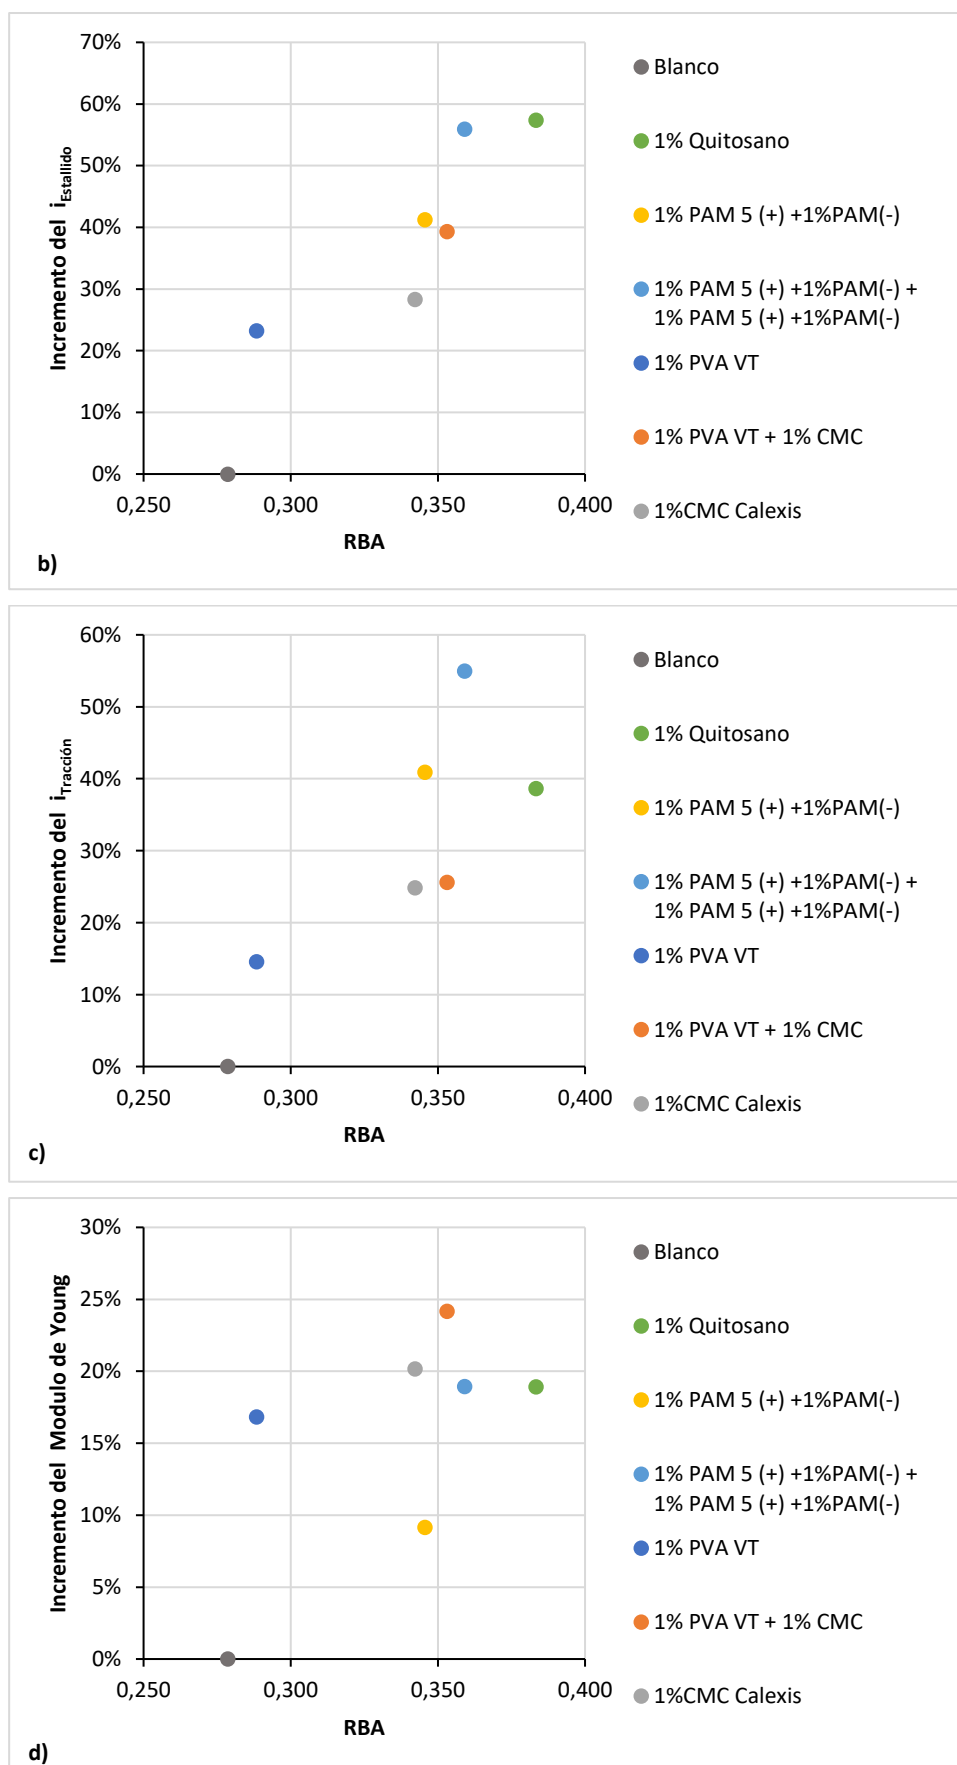 70%
60%
50%
40%
30%
20%
10%
0%
0,250 0,300 0,350 0,400
Incremento del i Estallido
RBA
b)
Blanco
1% Quitosano
1% PAM 5 (+) +1%PAM(-)
1% PAM 5 (+) +1%PAM(-) +
1% PAM 5 (+) +1%PAM(-)
1% PVA VT
1% PVA VT + 1% CMC
1%CMC Calexis
60%
50%
40%
30%
20%
10%
0%
0,250 0,300 0,350 0,400
Incremento del i Tracción
RBA
c)
Blanco
1% Quitosano
1% PAM 5 (+) +1%PAM(-)
1% PAM 5 (+) +1%PAM(-) +
1% PAM 5 (+) +1%PAM(-)
1% PVA VT
1% PVA VT + 1% CMC
1%CMC Calexis
30%
25%
20%
15%
10%
5%
0%
0,250 0,300 0,350 0,400
Incremento del Modulo de Young
RBA
d)
Blanco
1% Quitosano
1% PAM 5 (+) +1%PAM(-)
1% PAM 5 (+) +1%PAM(-) +
1% PAM 5 (+) +1%PAM(-)
1% PVA VT
1% PVA VT + 1% CMC
1%CMC Calexis